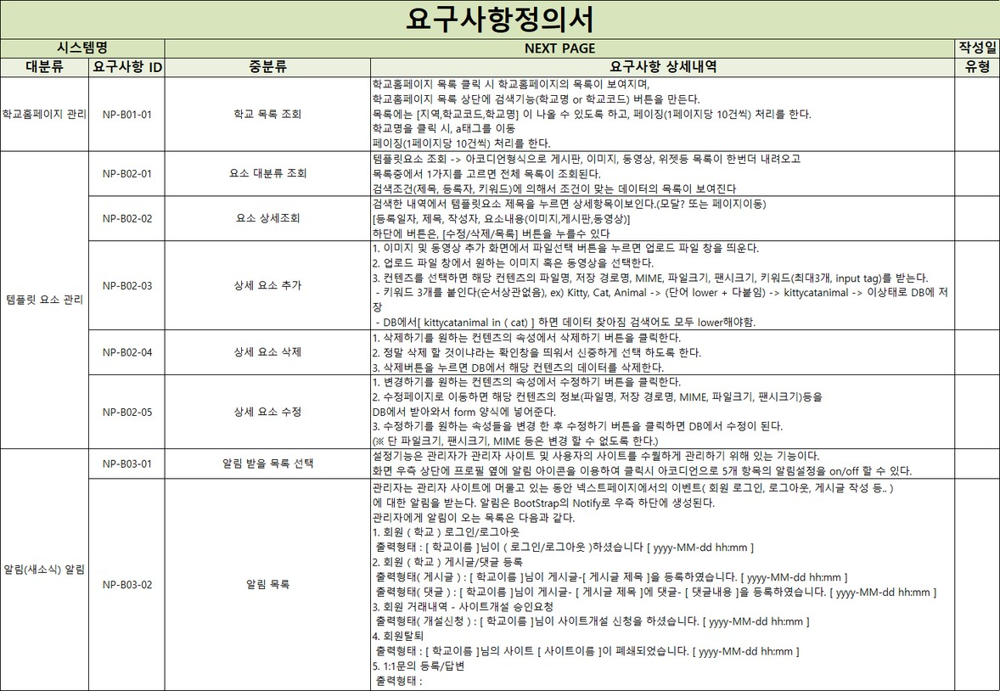 요구사항정의서
시스템명 NEXT PAGE 작성일
대분류 요구사항 ID 중분류 요구사항 상세내역 유형
학교홈페이지 관리 NP-B01-01 학교 목록 조회
학교홈페이지 목록 클릭 시 학교홈페이지의 목록이 보여지며,
학교홈페이지 목록 상단에 검색기능(학교명 or 학교코드) 버튼을 만든다.
목록에는 [지역,학교코드,학교명] 이 나올 수 있도록 하고, 페이징(1페이지당 10건씩) 처리를 한다.
학교명을 클릭 시, a태그를 이동
페이징(1페이지당 10건씩) 처리를 한다.
템플릿 요소 관리
NP-B02-01 요소 대분류 조회
템플릿요소 조회 -> 아코디언형식으로 게시판, 이미지, 동영상, 위젯등 목록이 한번더 내려오고
목록중에서 1가지를 고르면 전체 목록이 조회된다.
검색조건(제목, 등록자, 키워드)에 의해서 조건이 맞는 데이터의 목록이 보여진다
NP-B02-02 요소 상세조회
검색한 내역에서 템플릿요소 제목을 누르면 상세항목이보인다.(모달? 또는 페이지이동)
[등록일자, 제목, 작성자, 요소내용(이미지,게시판,동영상)]
하단에 버튼은, [수정/삭제/목록] 버튼을 누를수 있다
NP-B02-03 상세 요소 추가
1. 이미지 및 동영상 추가 화면에서 파일선택 버튼을 누르면 업로드 파일 창을 띄운다.
2. 업로드 파일 창에서 원하는 이미지 혹은 동영상을 선택한다.
3. 컨텐츠를 선택하면 해당 컨텐츠의 파일명, 저장 경로명, MIME, 파일크기, 팬시크기, 키워드(최대3개, input tag)를 받는다.
- 키워드 3개를 붙인다(순서상관없음), ex) Kitty, Cat, Animal -> (단어 lower + 다붙임) -> kittycatanimal -> 이상태로 DB에 저
장
- DB에서[ kittycatanimal in ( cat) ] 하면 데이터 찾아짐 검색어도 모두 lower해야함.
NP-B02-04 상세 요소 삭제
1. 삭제하기를 원하는 컨텐츠의 속성에서 삭제하기 버튼을 클릭한다.
2. 정말 삭제 할 것이냐라는 확인창을 띄워서 신중하게 선택 하도록 한다.
3. 삭제버튼을 누르면 DB에서 해당 컨텐츠의 데이터를 삭제한다.
NP-B02-05 상세 요소 수정
1. 변경하기를 원하는 컨텐츠의 속성에서 수정하기 버튼을 클릭한다.
2. 수정페이지로 이동하면 해당 컨텐츠의 정보(파일명, 저장 경로명, MIME, 파일크기, 팬시크기)등을
DB에서 받아와서 form 양식에 넣어준다.
3. 수정하기를 원하는 속성들을 변경 한 후 수정하기 버튼을 클릭하면 DB에서 수정이 된다.
(※ 단 파일크기, 팬시크기, MIME 등은 변경 할 수 없도록 한다.)
알림(새소식) 알림
NP-B03-01 알림 받을 목록 선택
설정기능은 관리자가 관리자 사이트 및 사용자의 사이트를 수월하게 관리하기 위해 있는 기능이다.
화면 우측 상단에 프로필 옆에 알림 아이콘을 이용하여 클릭시 아코디언으로 5개 항목의 알림설정을 on/off 할 수 있다.
NP-B03-02 알림 목록
관리자는 관리자 사이트에 머물고 있는 동안 넥스트페이지에서의 이벤트( 회원 로그인, 로그아웃, 게시글 작성 등.. )
에 대한 알림을 받는다. 알림은 BootStrap의 Notify로 우측 하단에 생성된다.
관리자에게 알림이 오는 목록은 다음과 같다.
1. 회원 ( 학교 ) 로그인/로그아웃
출력형태 : [ 학교이름 ]님이 ( 로그인/로그아웃 )하셨습니다 [ yyyy-MM-dd hh:mm ]
2. 회원 ( 학교 ) 게시글/댓글 등록
출력형태( 게시글 ) : [ 학교이름 ]님이 게시글-[ 게시글 제목 ]을 등록하였습니다. [ yyyy-MM-dd hh:mm ]
출력형태( 댓글 ) : [ 학교이름 ]님이 게시글- [ 게시글 제목 ]에 댓글- [ 댓글내용 ]을 등록하였습니다. [ yyyy-MM-dd hh:mm ]
3. 회원 거래내역 - 사이트개설 승인요청
출력형태( 개설신청 ) : [ 학교이름 ]님이 사이트개설 신청을 하셨습니다. [ yyyy-MM-dd hh:mm ]
4. 회원탈퇴
출력형태 : [ 학교이름 ]님의 사이트 [ 사이트이름 ]이 폐쇄되었습니다. [ yyyy-MM-dd hh:mm ]
5. 1:1문의 등록/답변
출력형태 :